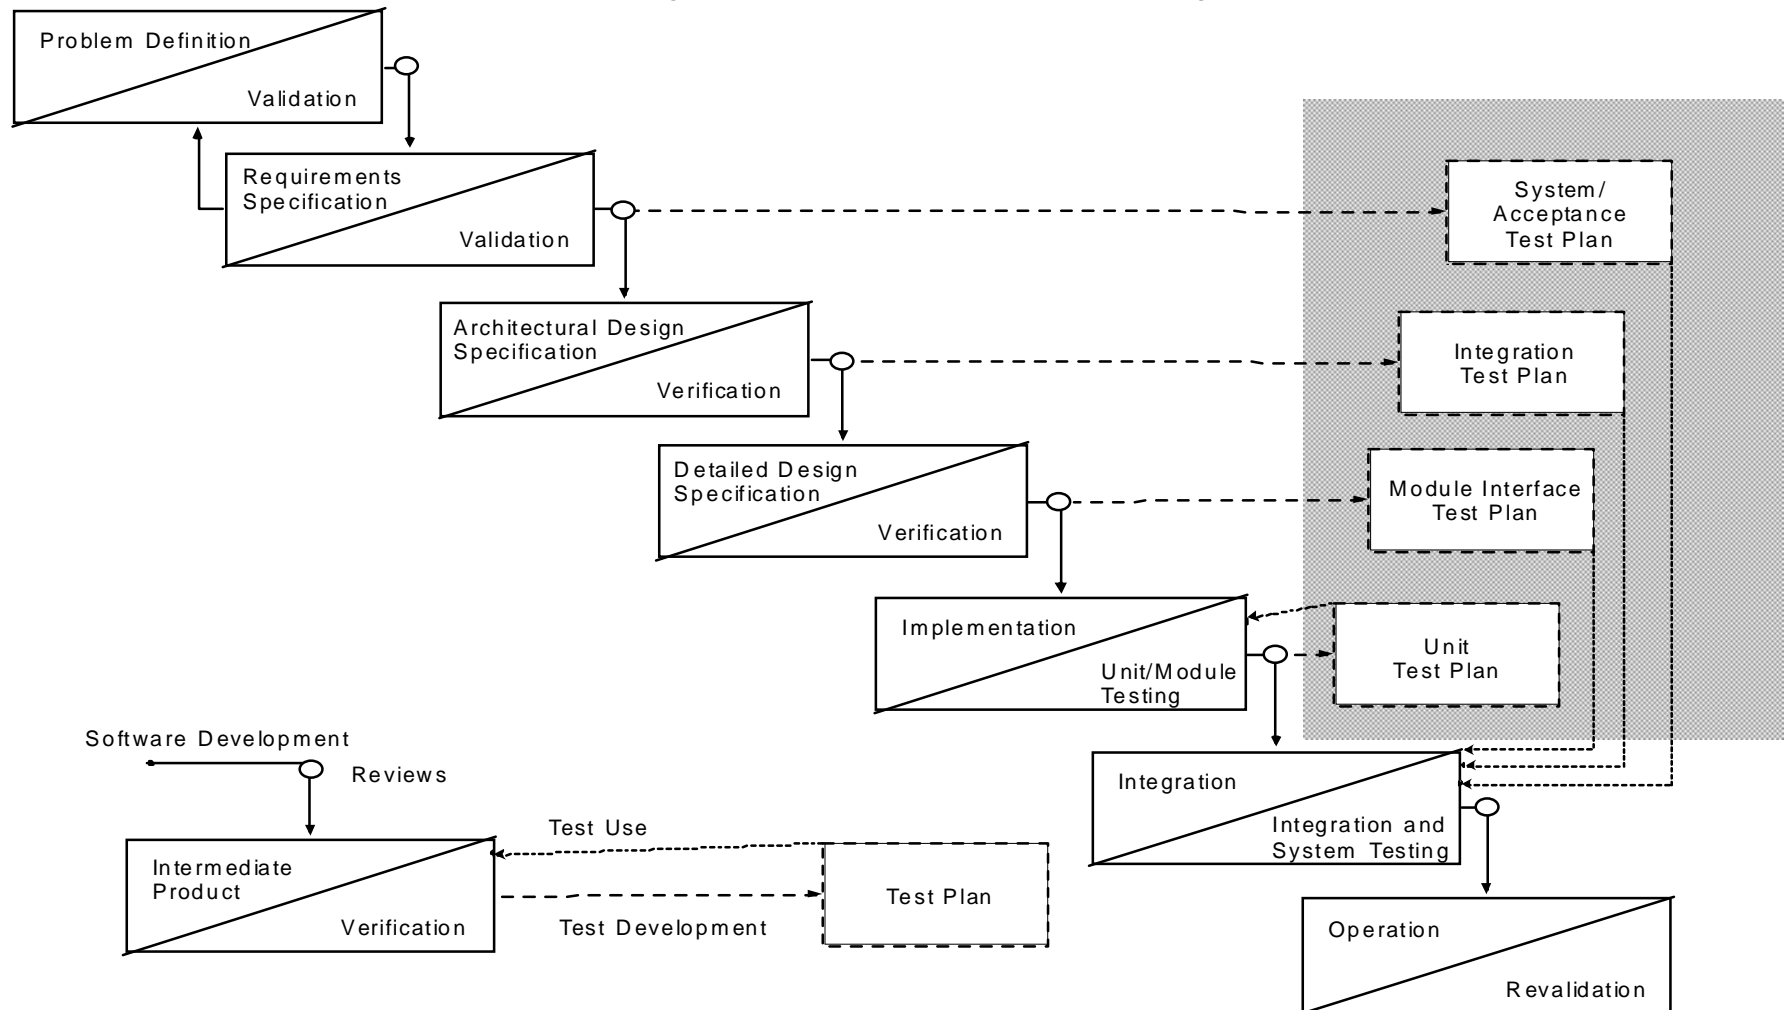 Problem Definition
Validation
Requirements
Specification
Validation
System/
Acceptance
Test Plan
Architectural Design
Specification
Verification
Integration
Test Plan
Detailed Design
Specification
Verification
Module Interface
Test Plan
Implementation
Unit/Module
Testing
Unit
Test Plan
Software Development
Reviews
Integration
Integration and
System Testing
Test Use
Intermediate
Product
Verification
Test Plan
Test Development
Operation
Revalidation